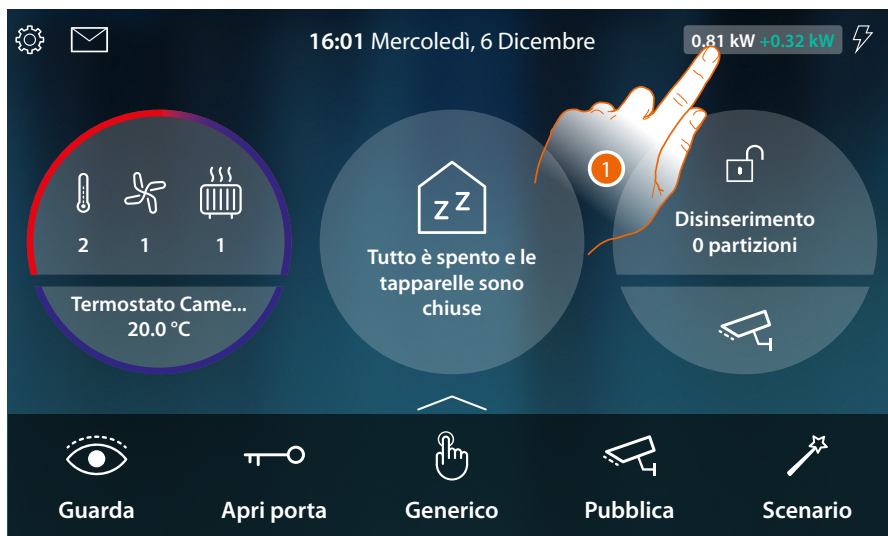 16:01 Mercoledì, 6 Dicembre
0.81 kW +0.32 kW
2 1 1
Termostato Came...
20.0 °C
z Z
Tutto è spento e le
tapparelle sono
chiuse
1
Disinserimento
0 partizioni
Guarda
Apri porta
Generico
Pubblica
Scenario